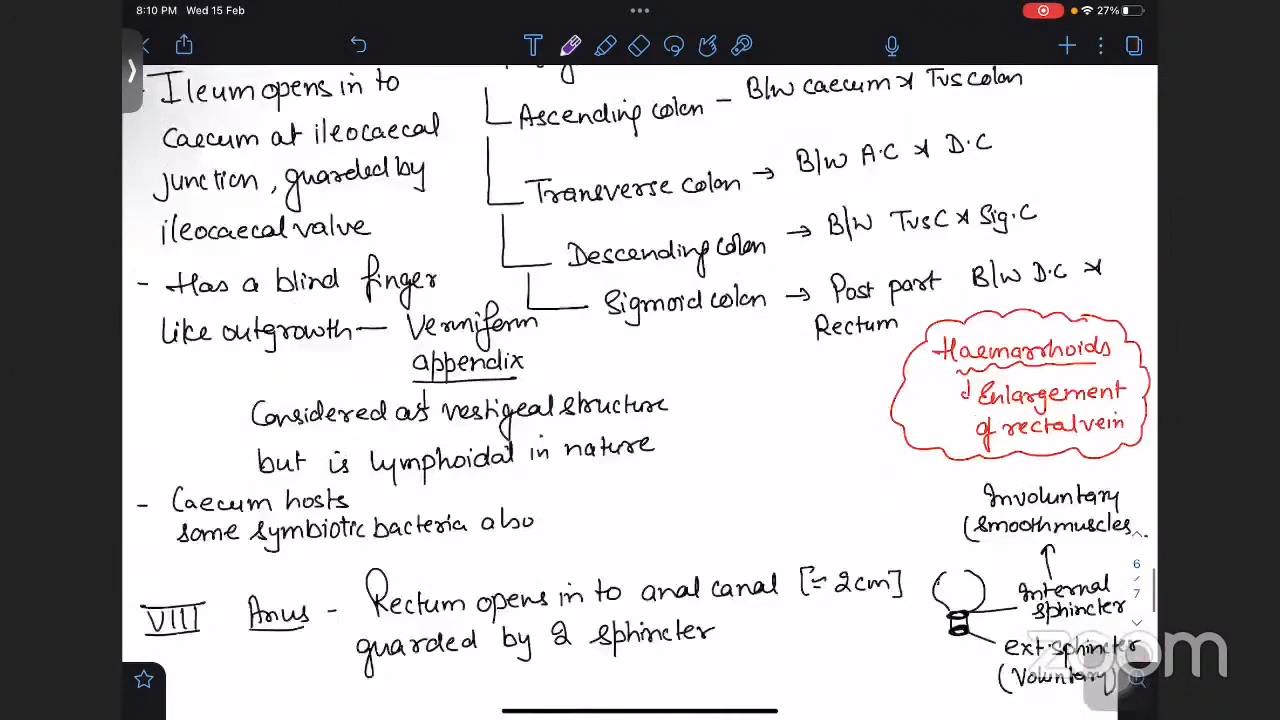 8:10 PM Wed 15 Feb
27%
Ileum opens in to
Caecum at ileocaecal
junction, guarded by
ileocaecal valve
- Has a blind finger
like outgrowth — Vermiform
appendix
Considered as vestigeal structure
but is lymphoidal in nature
- Caecum hosts
some symbiotic bacteria also
Ascending colon - B/w caecum & Tvs colon
Transverse colon → B/w A.C & D.C
Descending colon → B/w Tvs C & Sig.C
Sigmoid colon → Post part B/w D.C &
Rectum
Haemarrhoids
Enlargement
of rectal vein
VIII Anus - Rectum opens in to anal canal [≈ 2cm]
guarded by 2 sphincter
Involuntary
(smooth muscles
Internal
sphincter
ext. sphincter
(Voluntary)
6
7
zoom